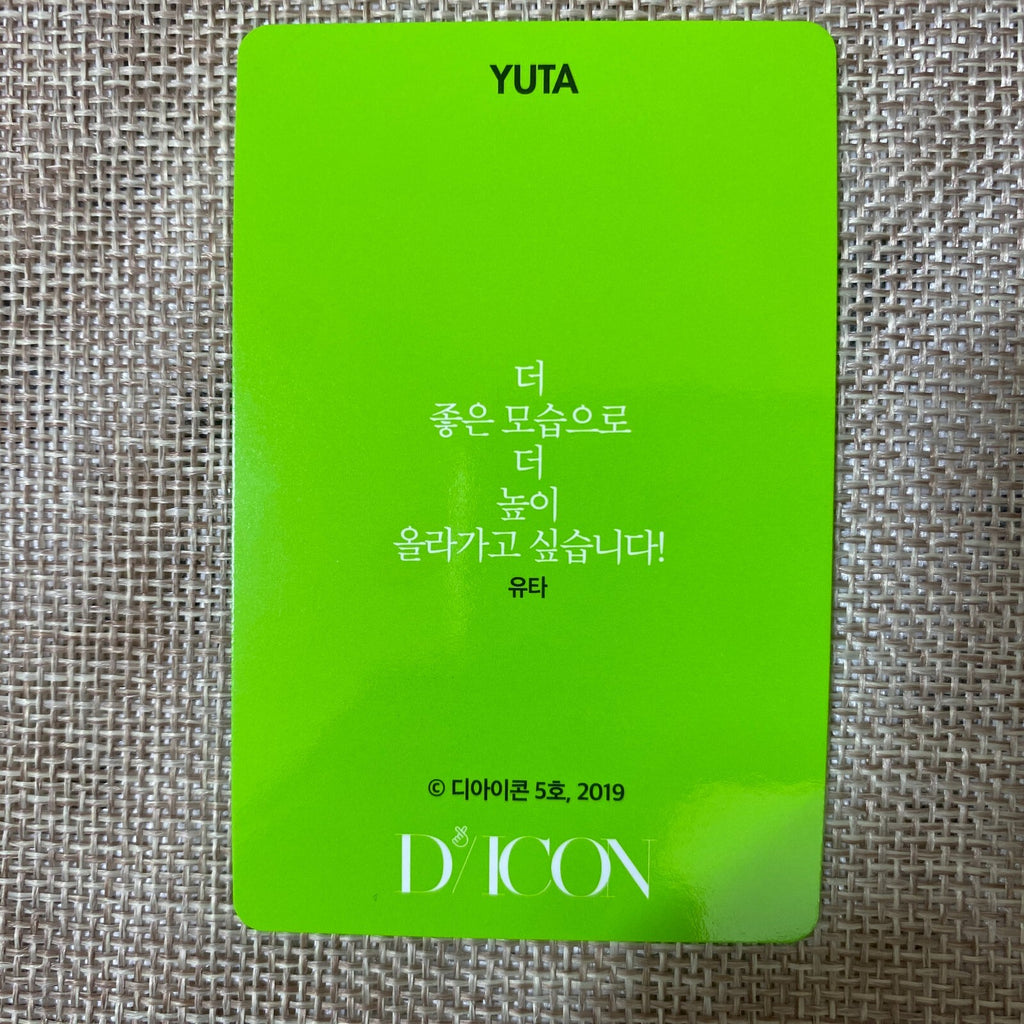 YUTA
더
좋은 모습으로
더
높이
올라가고 싶습니다!
유타
© 디아이콘 5호, 2019
D/ICON